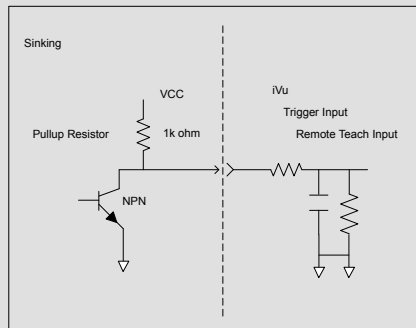 Sinking
VCC
Pullup Resistor
1k ohm
NPN
iVu
Trigger Input
Remote Teach Input